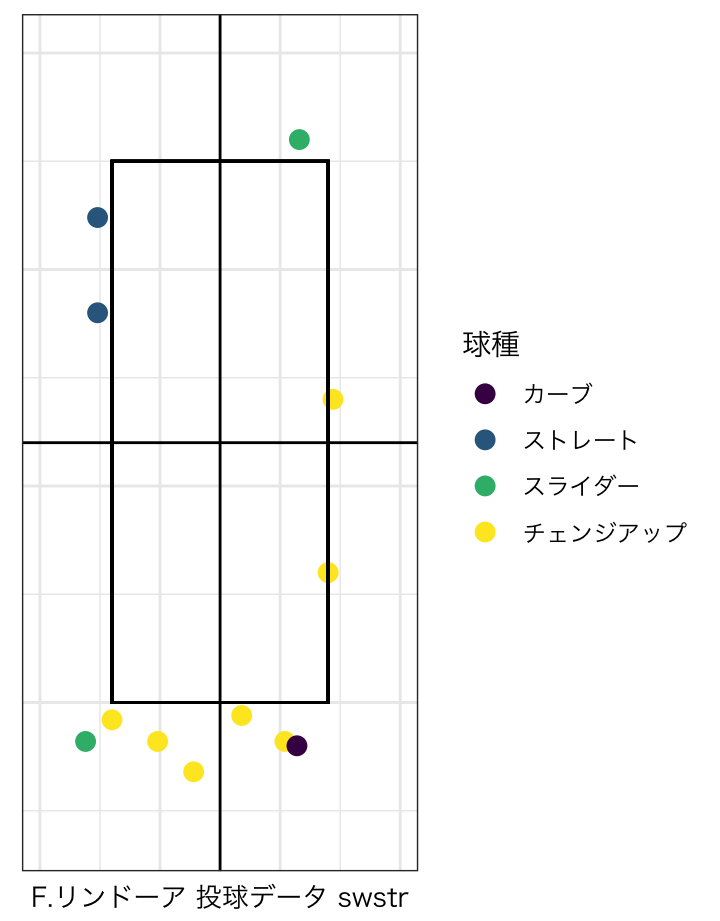 球種
カーブ
ストレート
スライダー
チェンジアップ
F.リンドーア 投球データ swstr